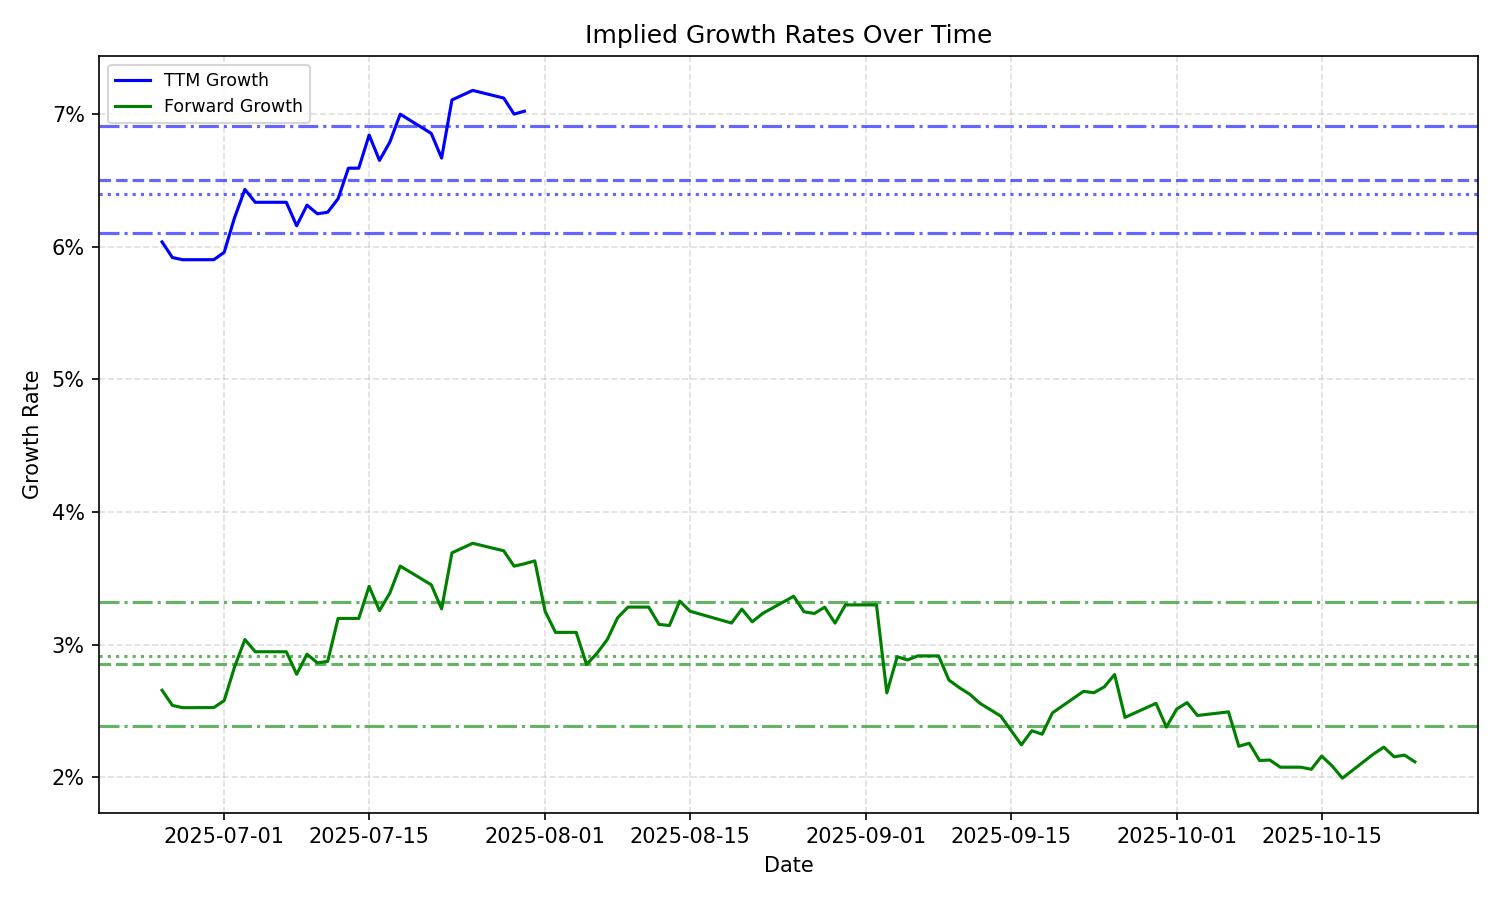 Implied Growth Rates Over Time
TTM Growth
Forward Growth
7%
6%
5%
4%
3%
2%
Growth Rate
2025-07-01
2025-07-15
2025-08-01
2025-08-15
2025-09-01
2025-09-15
2025-10-01
2025-10-15
Date